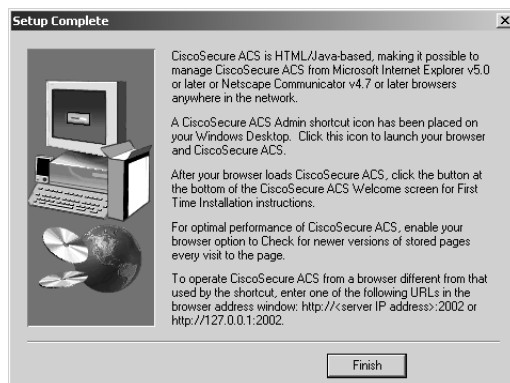 Setup Complete
CiscoSecure ACS is HTML/Java-based, making it possible to
manage CiscoSecure ACS from Microsoft Internet Explorer v5.0
or later or Netscape Communicator v4.7 or later browsers
anywhere in the network.
A CiscoSecure ACS Admin shortcut icon has been placed on
your Windows Desktop.  Click this icon to launch your browser
and CiscoSecure ACS.
After your browser loads CiscoSecure ACS, click the button at
the bottom of the CiscoSecure ACS Welcome screen for First
Time Installation instructions.
For optimal performance of CiscoSecure ACS, enable your
browser option to Check for newer versions of stored pages
every visit to the page.
To operate CiscoSecure ACS from a browser different from that
used by the shortcut, enter one of the following URLs in the
browser address window: http://<server IP address>:2002 or
http://127.0.0.1:2002.
Finish